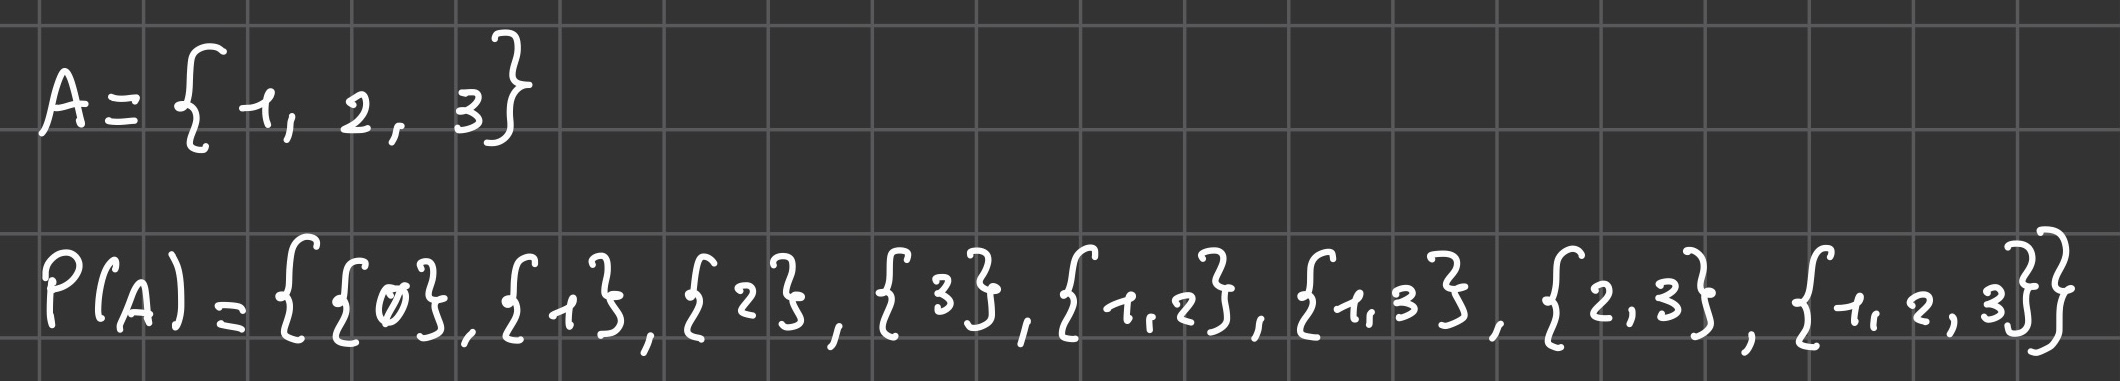 A = {1, 2, 3}
P(A) = {{∅}, {1}, {2}, {3}, {1,2}, {1,3}, {2,3}, {1,2,3}}